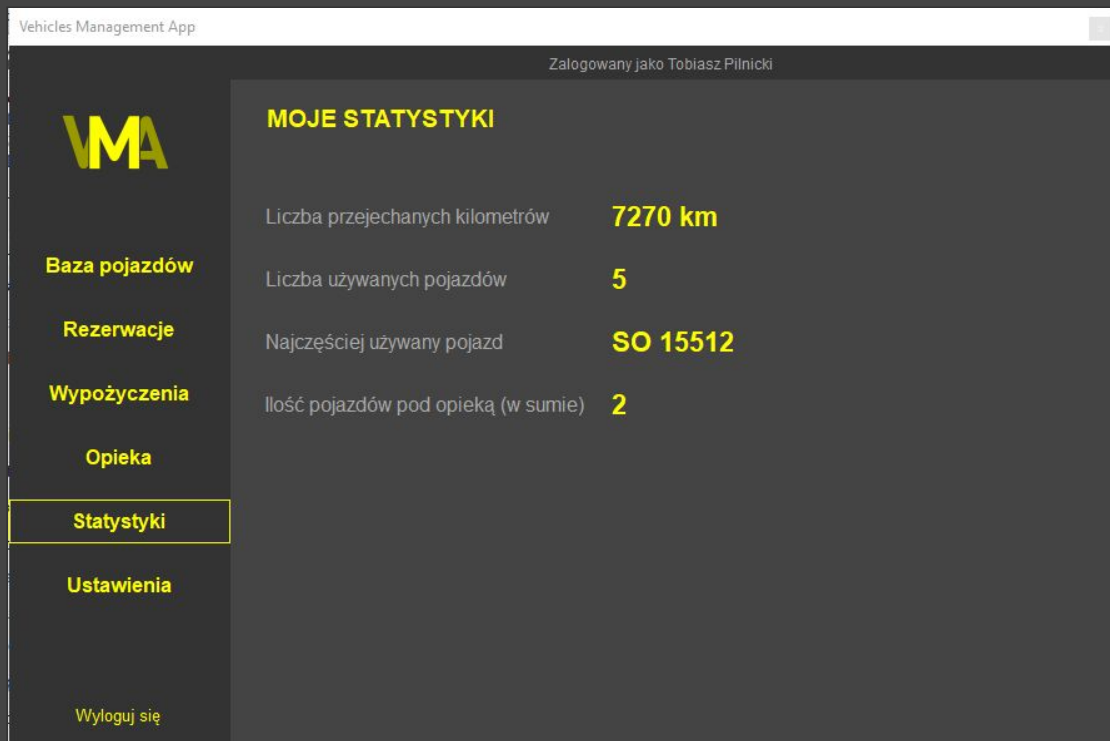 Vehicles Management App
Zalogowany jako Tobiasz Pilnicki
VMA
MOJE STATYSTYKI
Liczba przejechanych kilometrów 7270 km
Liczba używanych pojazdów 5
Najczęściej używany pojazd SO 15512
Ilość pojazdów pod opieką (w sumie) 2
Baza pojazdów
Rezerwacje
Wypożyczenia
Opieka
Statystyki
Ustawienia
Wyloguj się